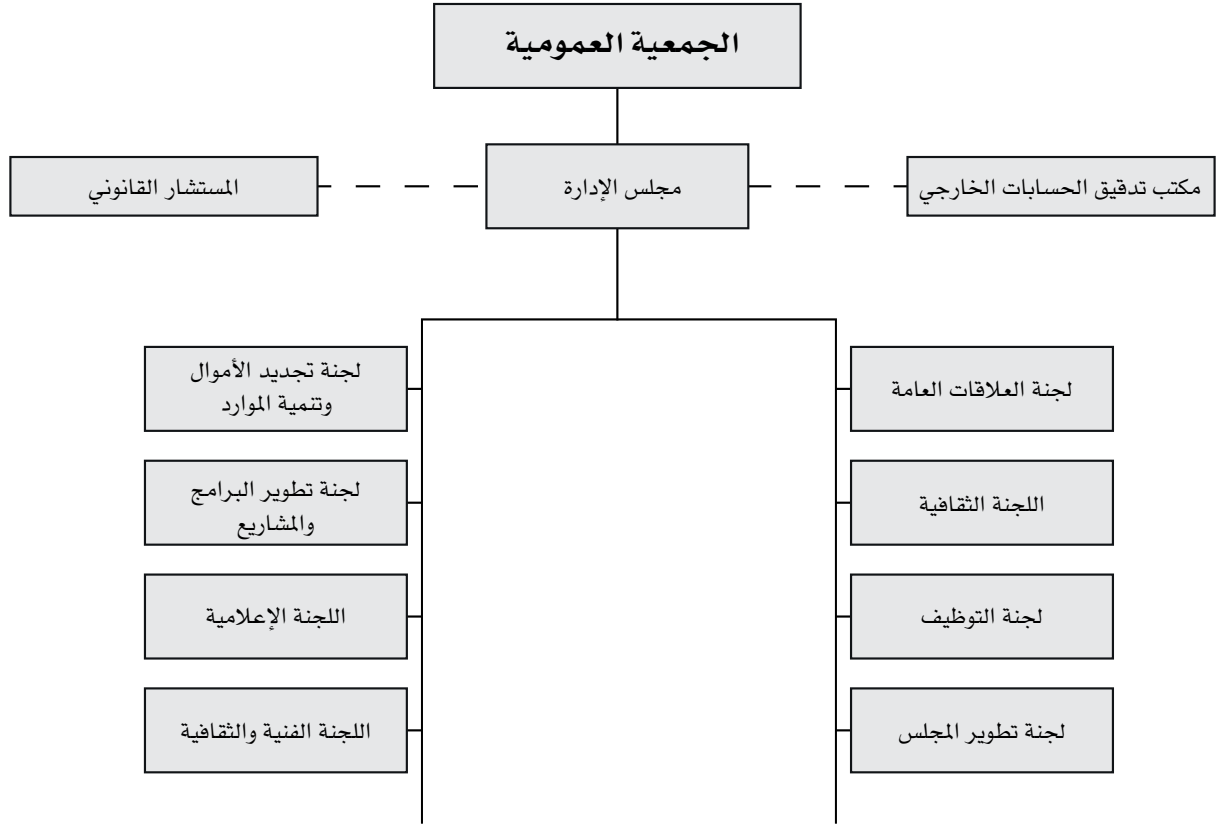 الجمعية العمومية
مكتب تدقيق الحسابات الخارجي
مجلس الإدارة
المستشار القانوني
لجنة العلاقات العامة
لجنة تجديد الأموال
وتنمية الموارد
اللجنة الثقافية
لجنة تطوير البرامج
والمشاريع
لجنة التوظيف
اللجنة الإعلامية
لجنة تطوير المجلس
اللجنة الفنية والثقافية